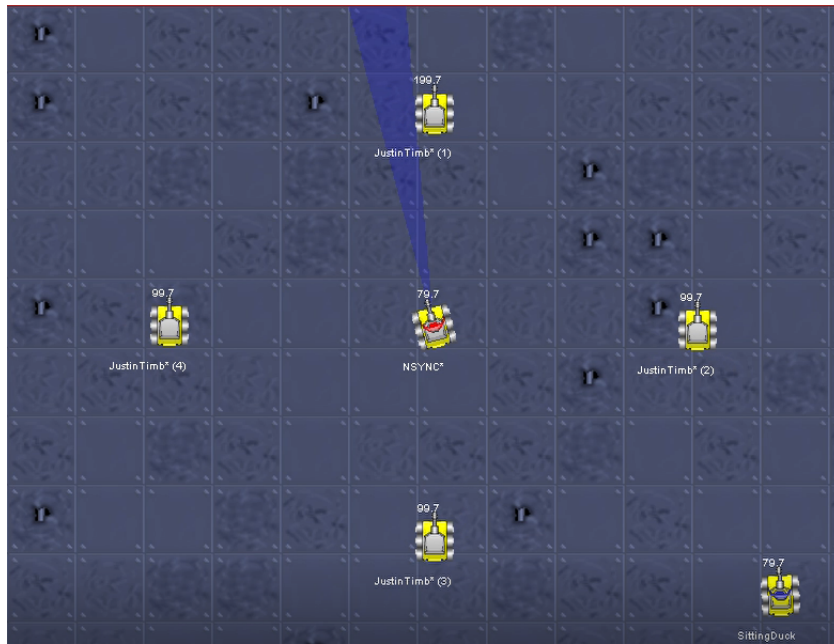 199.7
JustinTimb* (1)
99.7
79.7
99.7
JustinTimb* (4)
NSYNC*
JustinTimb* (2)
99.7
JustinTimb* (3)
79.7
SittingDuck